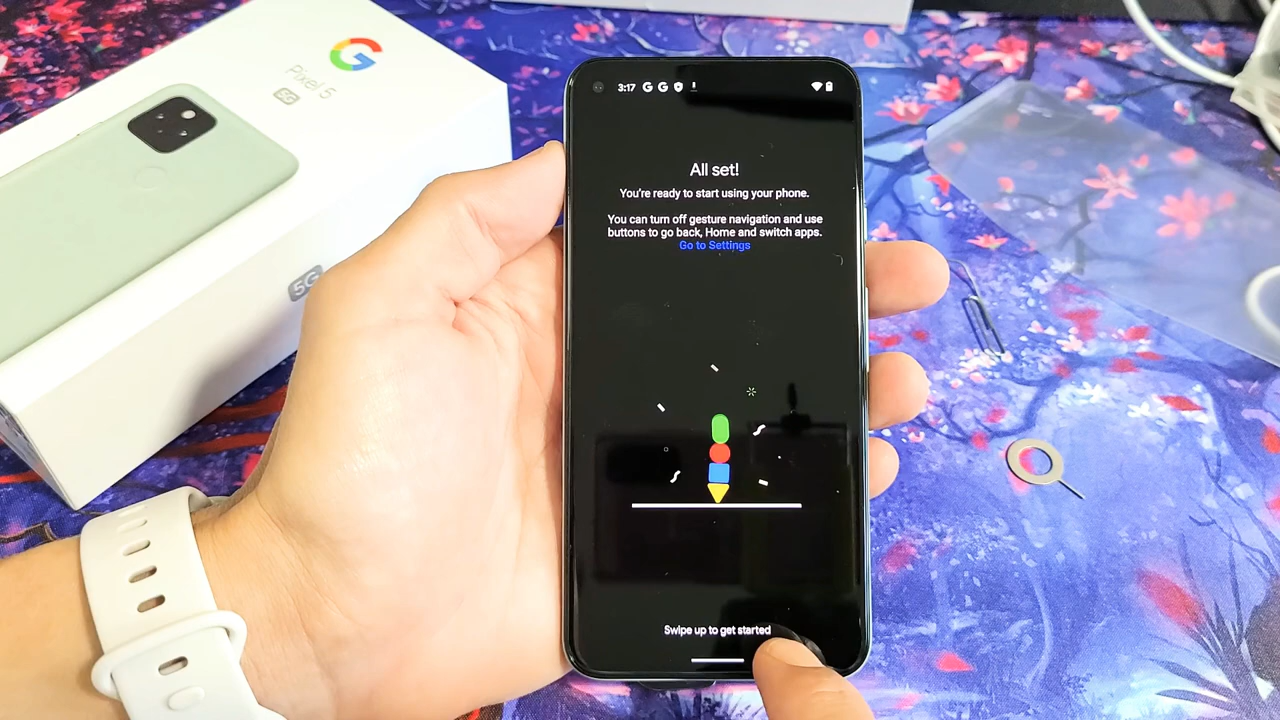 G
Pixel 5
5G
5G
3:17 G G
All set!
You're ready to start using your phone.
You can turn off gesture navigation and use
buttons to go back, Home and switch apps.
Go to Settings
Swipe up to get started